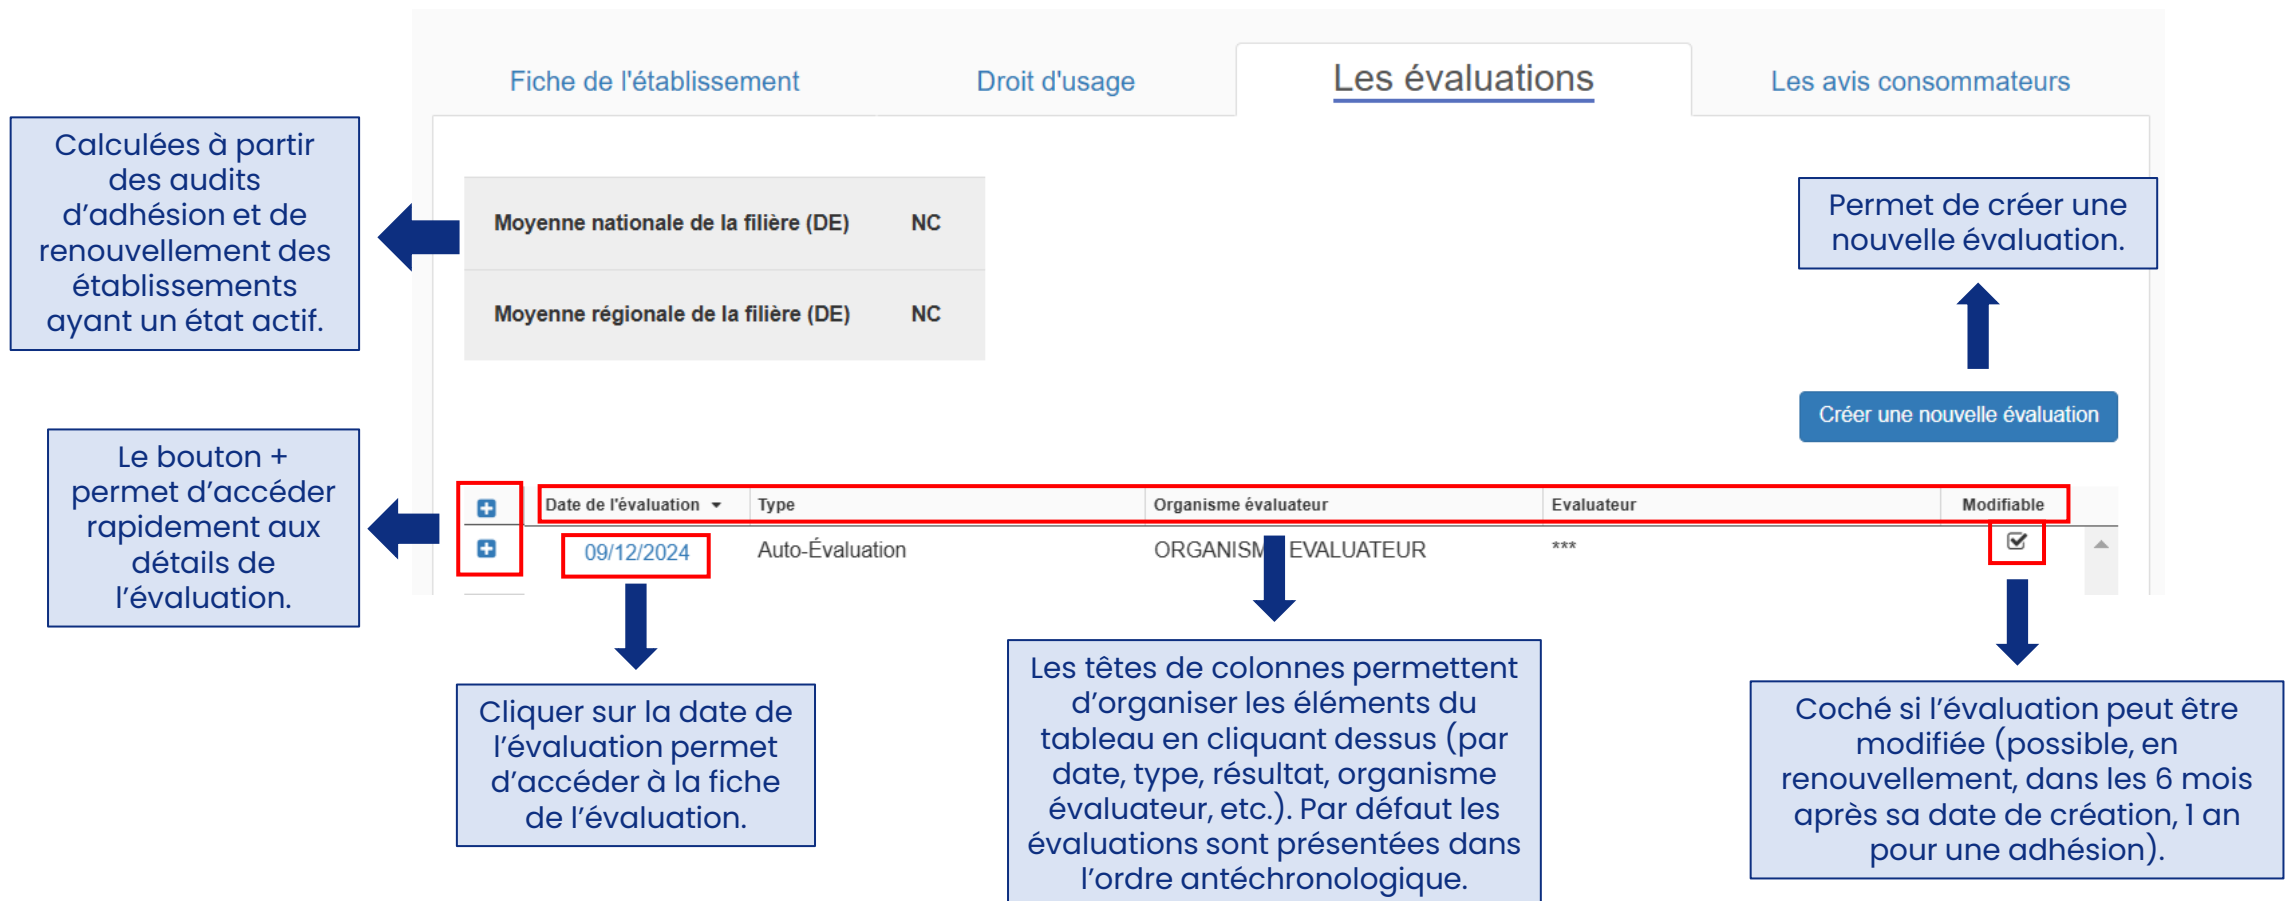 Fiche de l'établissement
Droit d'usage
Les évaluations
Les avis consommateurs
Calculées à partir
des audits
d’adhésion et de
renouvellement des
établissements
ayant un état actif.
Moyenne nationale de la filière (DE) NC
Moyenne régionale de la filière (DE) NC
Permet de créer une
nouvelle évaluation.
Créer une nouvelle évaluation
Le bouton +
permet d’accéder
rapidement aux
détails de
l’évaluation.
Date de l'évaluation Type Organisme évaluateur Evaluateur Modifiable
09/12/2024 Auto-Évaluation EVALUATEUR ***
Cliquer sur la date de
l’évaluation permet
d’accéder à la fiche
de l’évaluation.
Les têtes de colonnes permettent
d’organiser les éléments du
tableau en cliquant dessus (par
date, type, résultat, organisme
évaluateur, etc.). Par défaut les
évaluations sont présentées dans
l’ordre antéchronologique.
Coché si l’évaluation peut être
modifiée (possible, en
renouvellement, dans les 6 mois
après sa date de création, 1 an
pour une adhésion).